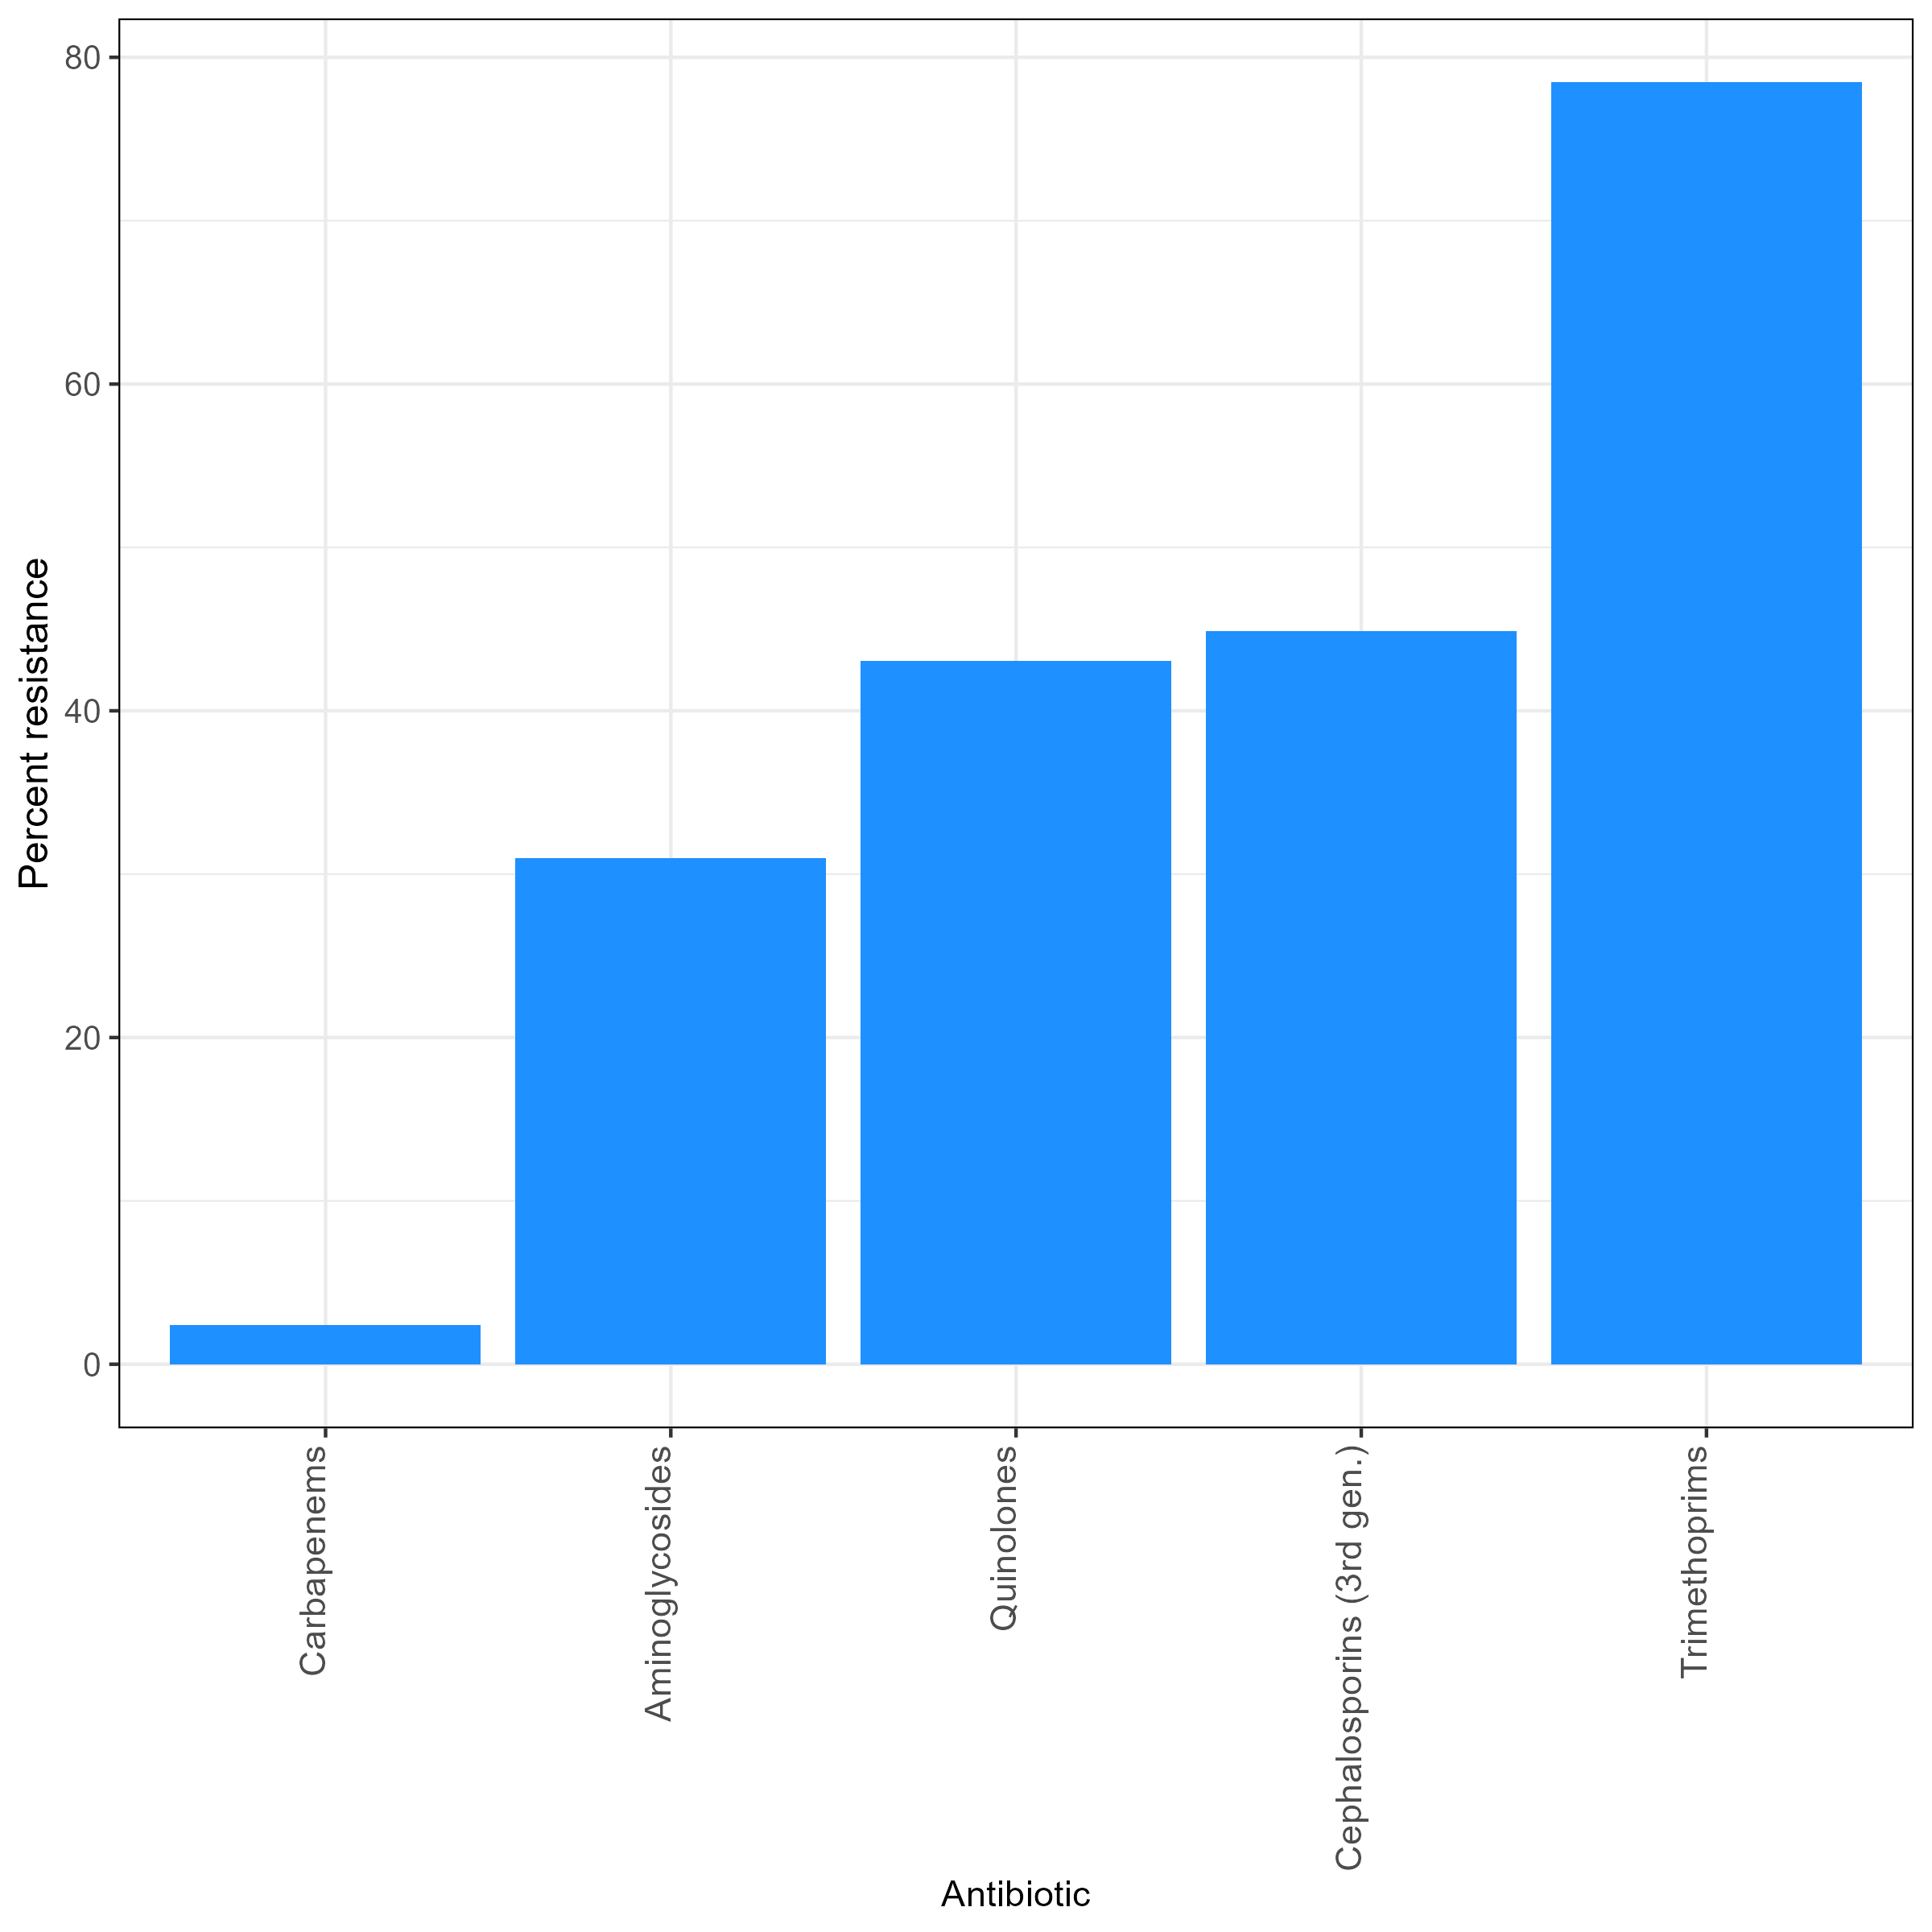 80
60
40
20
0
Percent resistance
Carbapenems
Aminoglycosides
Quinolones
Cephalosporins (3rd gen.)
Trimethoprims
Antibiotic